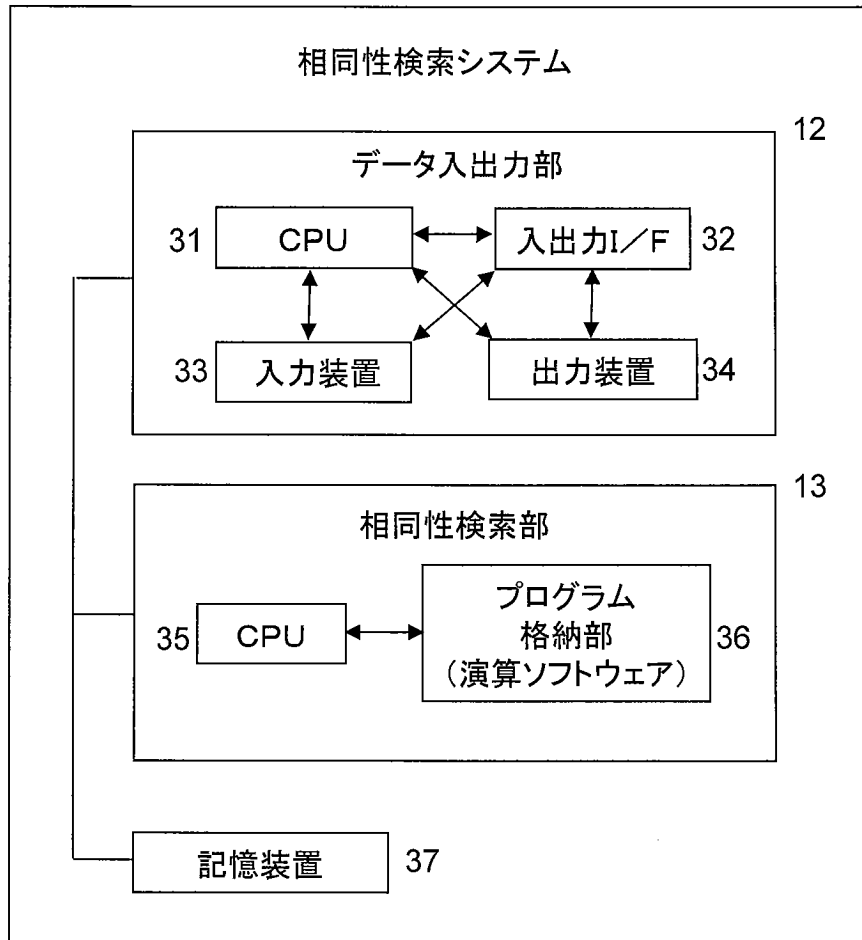 相同性検索システム
12
データ入出力部
31
CPU
入出力I／F
32
33
入力装置
出力装置
34
13
相同性検索部
35
CPU
プログラム
格納部
（演算ソフトウェア）
36
記憶装置
37